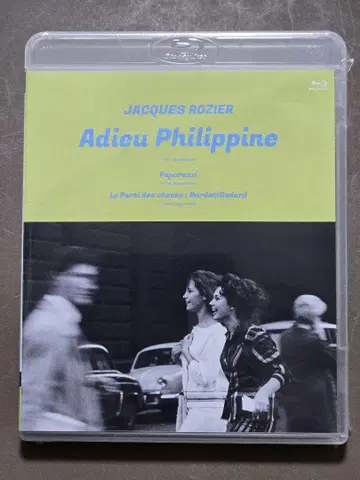 JACQUES ROZIER
Adieu Philippine
Paparazzi
Le Parti des choses : Bardot/Godard